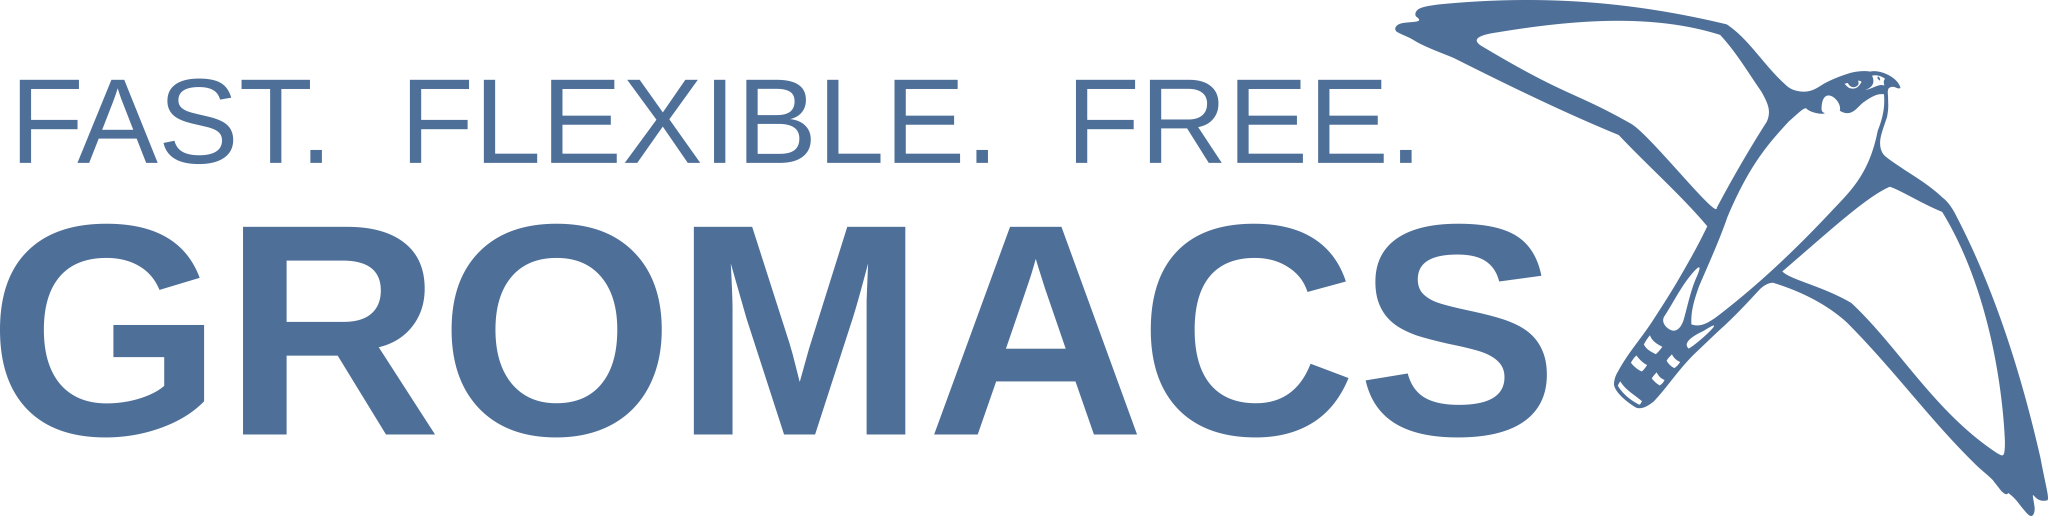 FAST. FLEXIBLE. FREE.
GROMACS